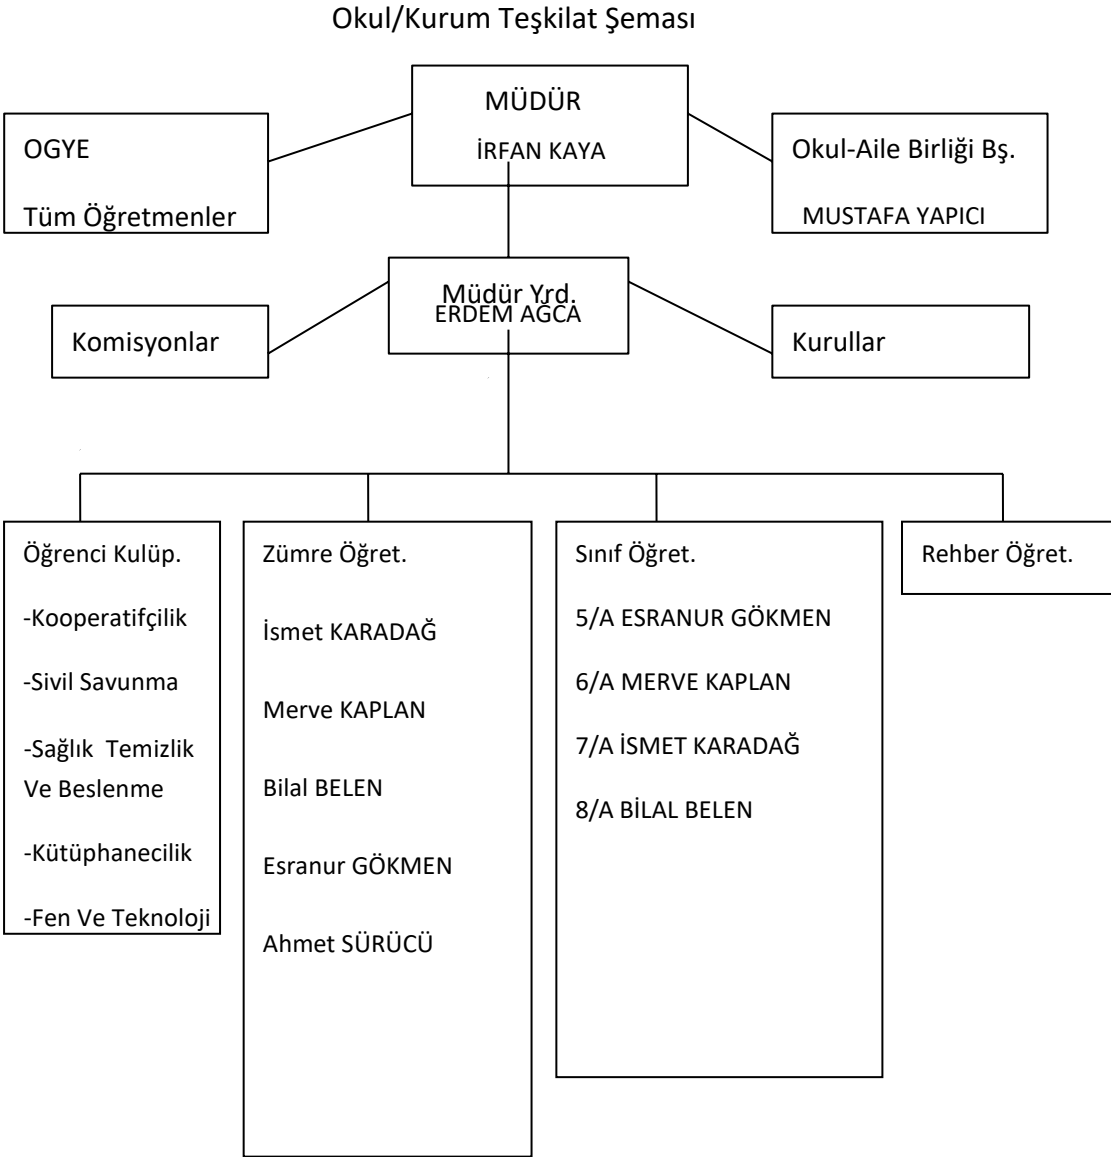 Okul/Kurum Teşkilat Şeması
MÜDÜR
İRFAN KAYA
OGYE
Tüm Öğretmenler
Okul-Aile Birliği Bş.
MUSTAFA YAPICI
Müdür Yrd.
ERDEM AĞCA
Komisyonlar
Kurullar
Öğrenci Kulüp.
-Kooperatifçilik
-Sivil Savunma
-Sağlık  Temizlik
Ve Beslenme
-Kütüphanecilik
-Fen Ve Teknoloji
Zümre Öğret.
İsmet KARADAĞ
Merve KAPLAN
Bilal BELEN
Esranur GÖKMEN
Ahmet SÜRÜCÜ
Sınıf Öğret.
5/A ESRANUR GÖKMEN
6/A MERVE KAPLAN
7/A İSMET KARADAĞ
8/A BİLAL BELEN
Rehber Öğret.